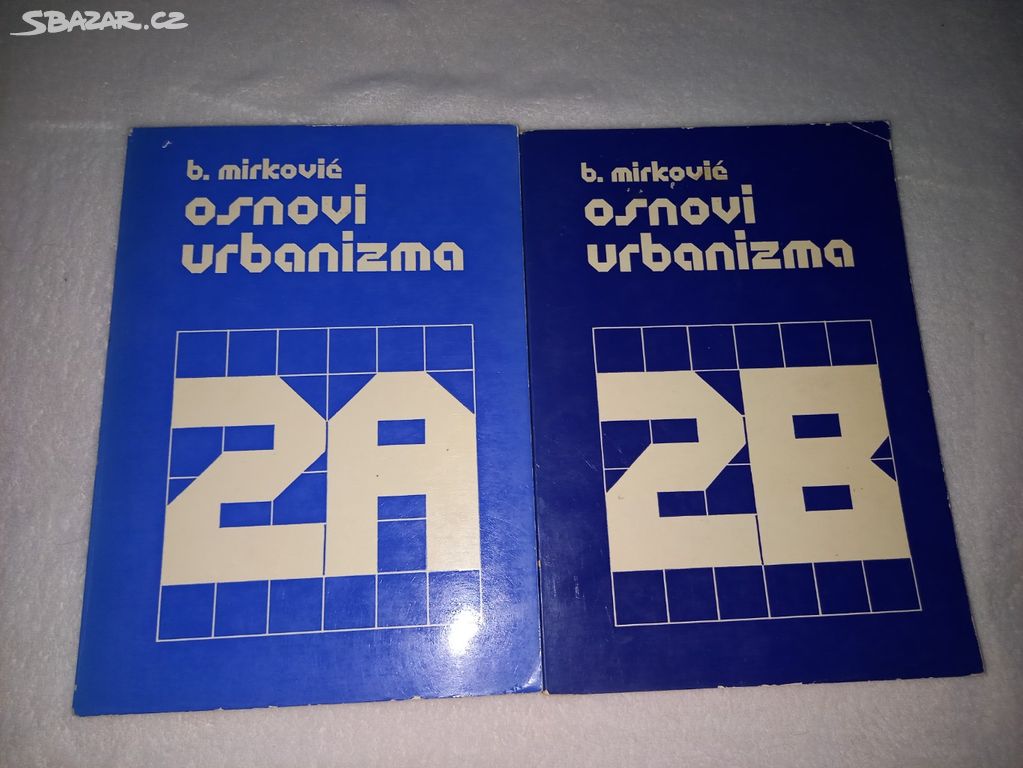 SBAZAR.CZ
b. mirković
osnovi
urbanizma
2A
b. mirković
osnovi
urbanizma
2B